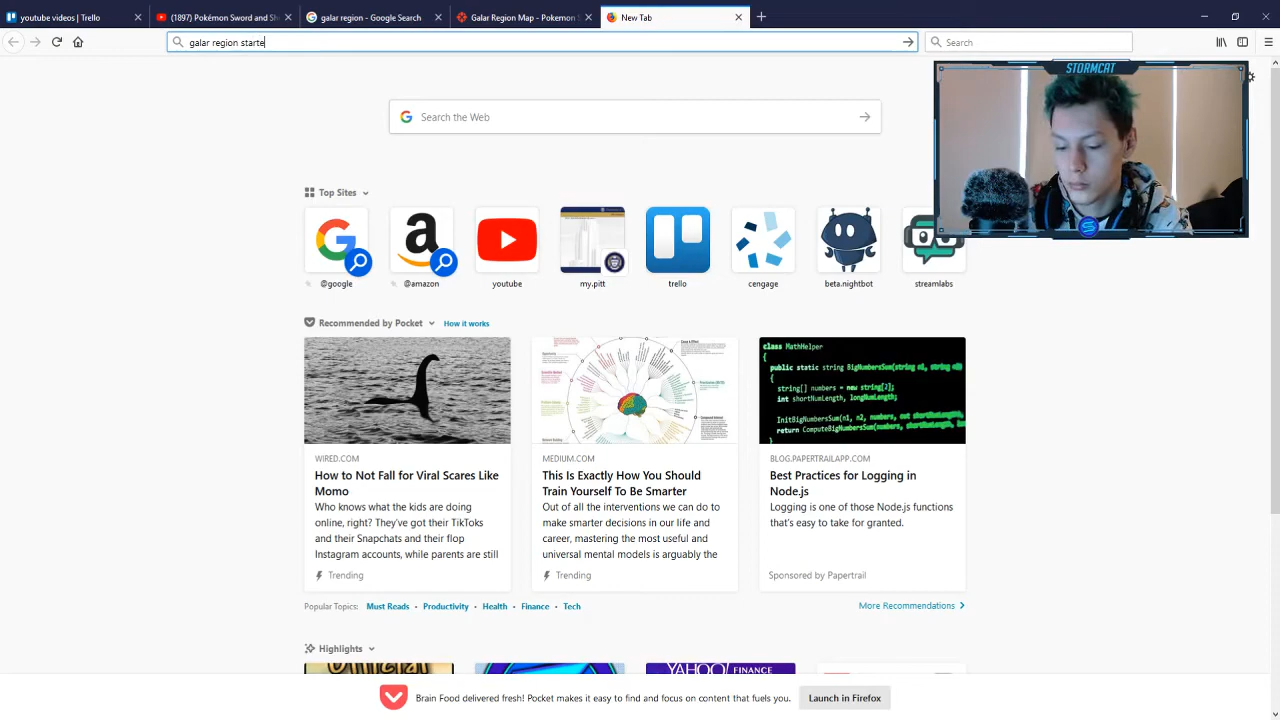 youtube videos | Trello
(1897) Pokémon Sword and Sh
galar region - Google Search
Galar Region Map - Pokemon S
New Tab
galar region starte
Search
STORMCAT
Search the Web
Top Sites
@google
@amazon
youtube
my.pitt
trello
cengage
beta.nightbot
streamlabs
Recommended by Pocket
How it works
class MathHelper
{
public static string BigNumbersSum(
string[] numbers = new string[2];
int shortNumLength, longNumLength;
WIRED.COM
How to Not Fall for Viral Scares Like
Momo
Who knows what the kids are doing
online, right? They've got their TikToks
and their Snapchats and their flop
Instagram accounts, while parents are still
Trending
MEDIUM.COM
This Is Exactly How You Should
Train Yourself To Be Smarter
Out of all the interventions we can do to
make smarter decisions in our life and
career, mastering the most useful and
universal mental models is arguably the
Trending
BLOG.PAPERTRAILAPP.COM
Best Practices for Logging in
Node.js
Logging is one of those Node.js functions
that's easy to take for granted.
Sponsored by Papertrail
Popular Topics: Must Reads • Productivity • Health • Finance • Tech
More Recommendations
Highlights
YAHOO!
FINANCE
Brain Food delivered fresh! Pocket makes it easy to find and focus on content that fuels you.
Launch in Firefox